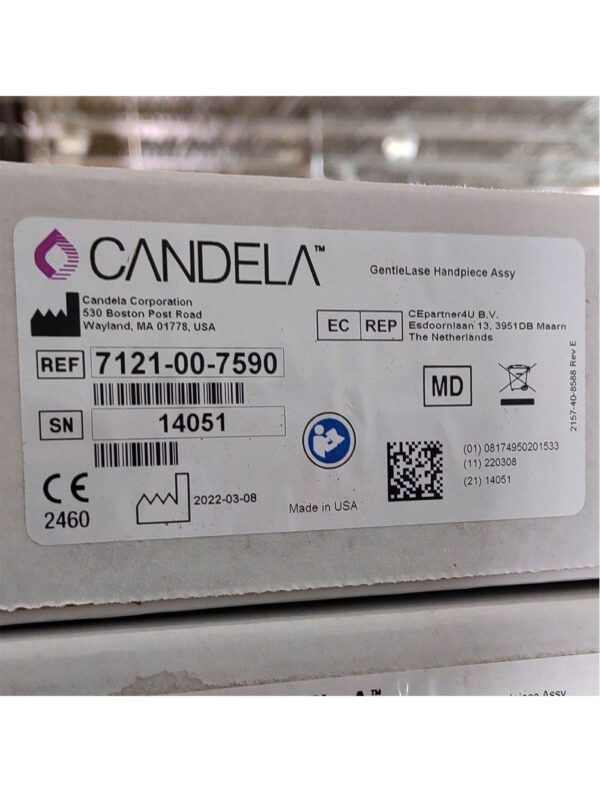 CANDELA™
GentleLase Handpiece Assy
Candela Corporation
530 Boston Post Road
Wayland, MA 01778, USA
EC REP
CEpartner4U B.V.
Esdoornlaan 13, 3951DB Maarn
The Netherlands
REF 7121-00-7590
MD
2157-40-8588 Rev E
SN 14051
(01) 08174950201533
(11) 220308
(21) 14051
CE
2460
2022-03-08
Made in USA
Assy